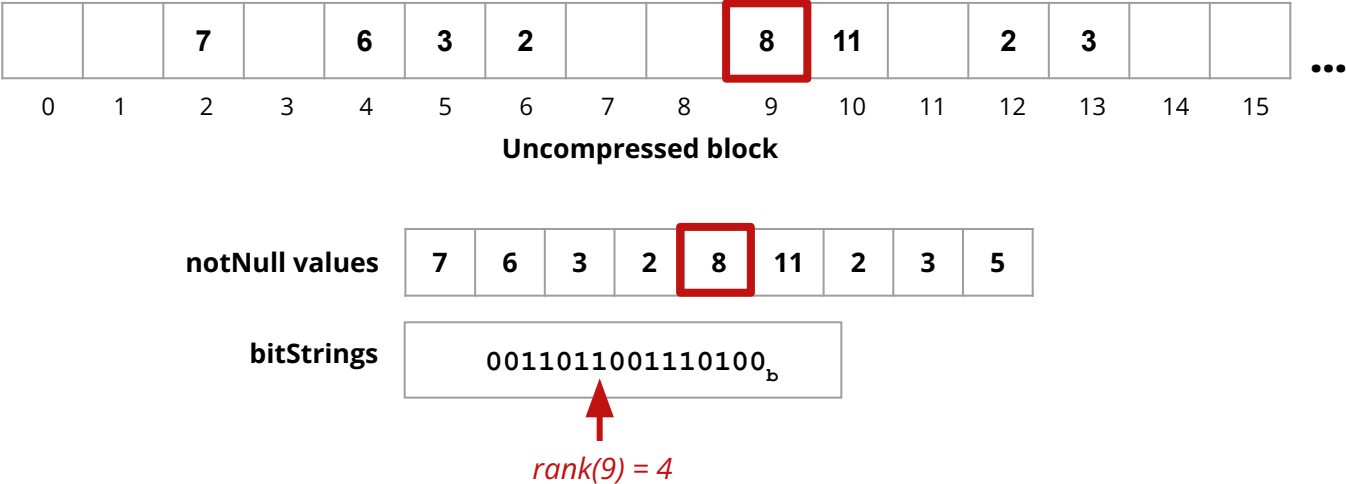 7 6 3 2 8 11 2 3 ...
0 1 2 3 4 5 6 7 8 9 10 11 12 13 14 15
Uncompressed block
notNull values 7 6 3 2 8 11 2 3 5
bitStrings 0011011001110100b
rank(9) = 4